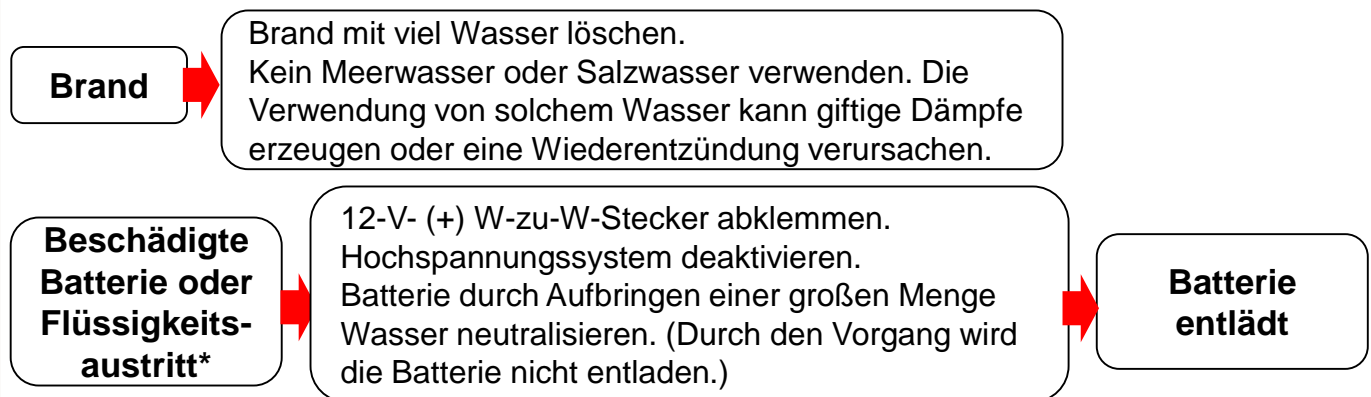 Brand
Brand mit viel Wasser löschen.
Kein Meerwasser oder Salzwasser verwenden. Die
Verwendung von solchem Wasser kann giftige Dämpfe
erzeugen oder eine Wiederentzündung verursachen.
Beschädigte
Batterie oder
Flüssigkeits-
austritt*
12-V- (+) W-zu-W-Stecker abklemmen.
Hochspannungssystem deaktivieren.
Batterie durch Aufbringen einer großen Menge
Wasser neutralisieren. (Durch den Vorgang wird
die Batterie nicht entladen.)
Batterie
entlädt